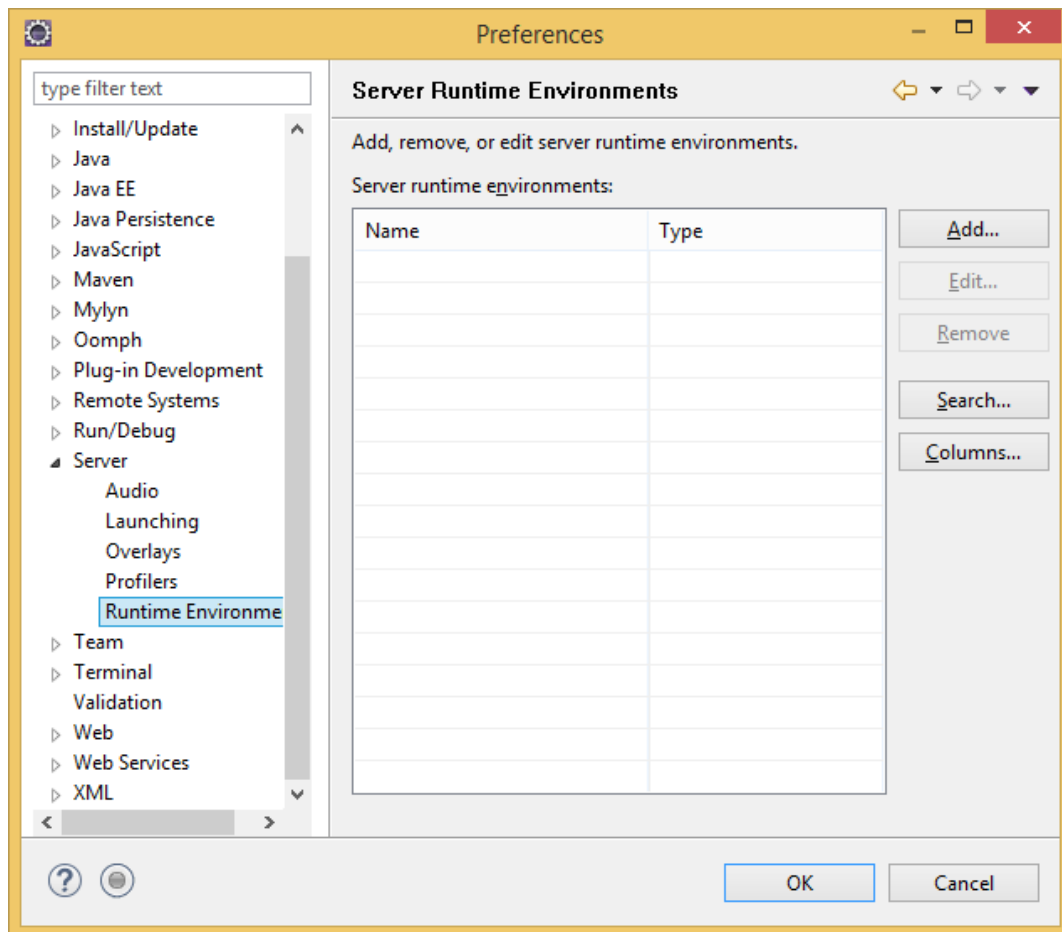 Preferences
type filter text
Install/Update
Java
Java EE
Java Persistence
JavaScript
Maven
Mylyn
Oomph
Plug-in Development
Remote Systems
Run/Debug
Server
Audio
Launching
Overlays
Profilers
Runtime Environme
Team
Terminal
Validation
Web
Web Services
XML
Server Runtime Environments
Add, remove, or edit server runtime environments.
Server runtime environments:
Name Type
Add...
Edit...
Remove
Search...
Columns...
?
OK Cancel